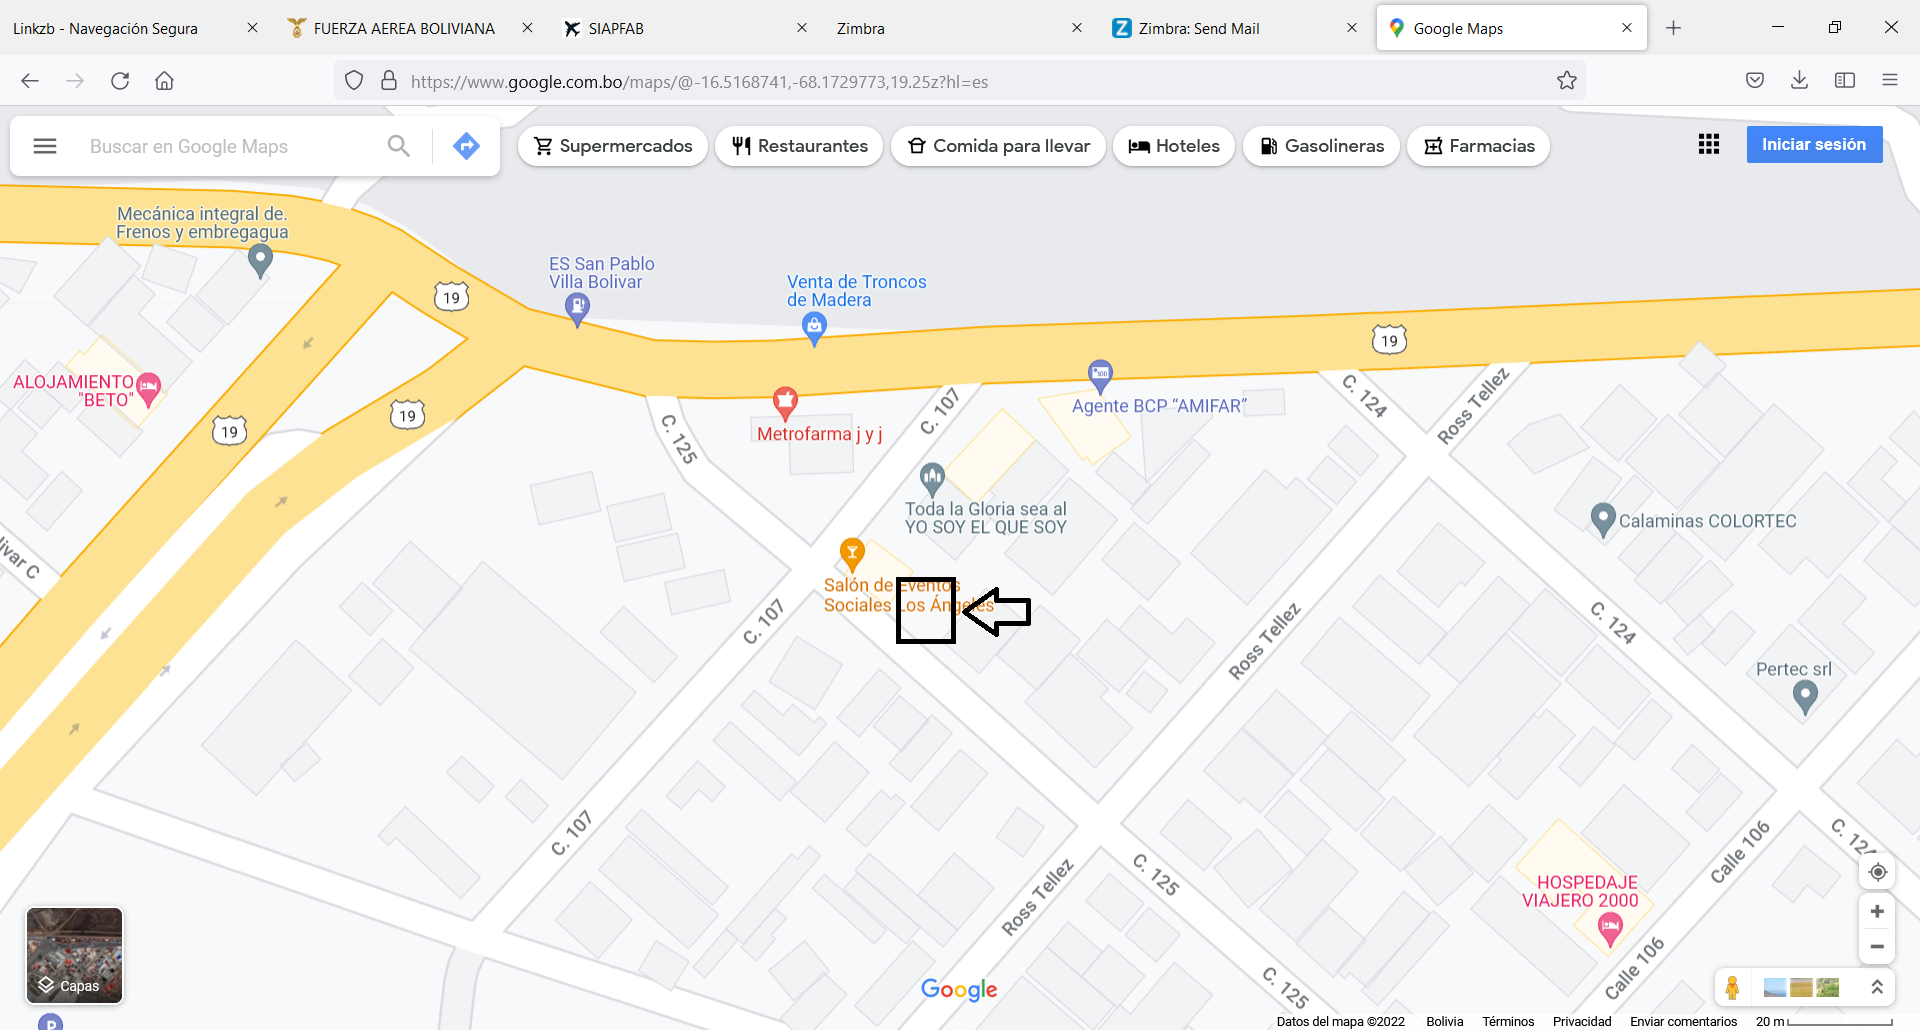 Linkzb - Navegación Segura
FUERZA AEREA BOLIVIANA
SIAPFAB
Zimbra
Zimbra: Send Mail
Google Maps
https://www.google.com.bo/maps/@-16.5168741,-68.1729773,19.25z?hl=es
Buscar en Google Maps
Supermercados
Restaurantes
Comida para llevar
Hoteles
Gasolineras
Farmacias
Iniciar sesión
Mecánica integral de.
Frenos y embregagua
19
ES San Pablo
Villa Bolivar
Venta de Troncos
de Madera
19
ALOJAMIENTO
"BETO"
19
19
C. 125
Metrofarma j y j
C. 107
Agente BCP “AMIFAR”
C. 124
Ross Tellez
Toda la Gloria sea al
YO SOY EL QUE SOY
Calaminas COLORTEC
livar C
Salón de Eventos
Sociales Los Ángeles
C. 107
Ross Tellez
C. 124
Pertec srl
C. 107
C. 125
Ross Tellez
Calle 106
C. 124
HOSPEDAJE
VIAJERO 2000
Calle 106
C. 125
Capas
P
Google
Datos del mapa ©2022
Bolivia
Términos
Privacidad
Enviar comentarios
20 m